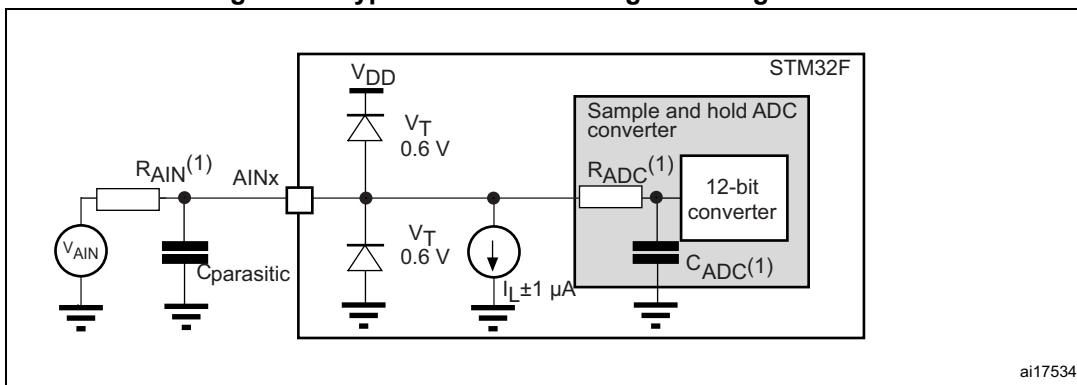 STM32F
VDD
Sample and hold ADC
converter
VT
0.6 V
RAIN(1)
AINx
RADC(1)
12-bit
converter
VAIN
Cparasitic
VT
0.6 V
IL±1 µA
CADC(1)
ai17534